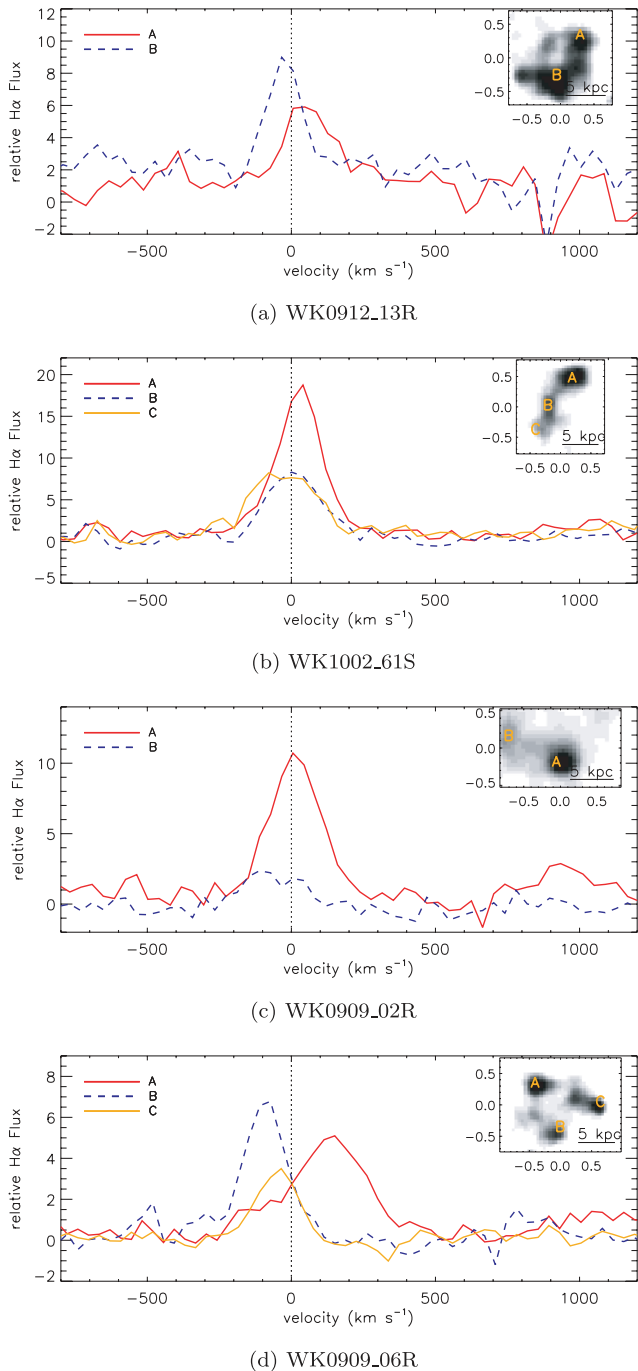 12
10
8
6
4
2
0
−2
relative Hα Flux
A
B
−500
0
500
1000
velocity (km s⁻¹)
0.5
0.0
−0.5
−0.5 0.0 0.5
A
B
5 kpc
(a) WK0912_13R
20
15
10
5
0
−5
relative Hα Flux
A
B
C
−500
0
500
1000
velocity (km s⁻¹)
0.5
0.0
−0.5
−0.5 0.0 0.5
A
B
C
5 kpc
(b) WK1002_61S
10
5
0
relative Hα Flux
A
B
−500
0
500
1000
velocity (km s⁻¹)
0.5
0.0
−0.5
−0.5 0.0 0.5
B
A
5 kpc
(c) WK0909_02R
8
6
4
2
0
−2
relative Hα Flux
A
B
C
−500
0
500
1000
velocity (km s⁻¹)
0.5
0.0
−0.5
−0.5 0.0 0.5
A
C
B
5 kpc
(d) WK0909_06R